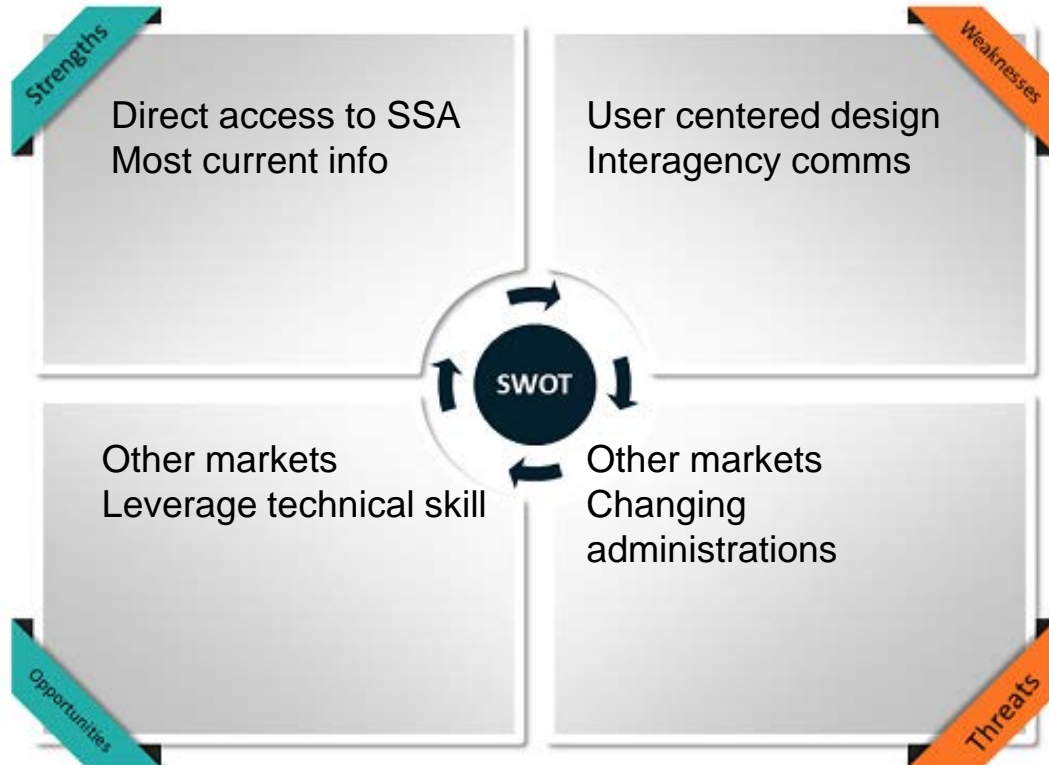 Strengths
Direct access to SSA
Most current info
Weaknesses
User centered design
Interagency comms
SWOT
Opportunities
Other markets
Leverage technical skill
Threats
Other markets
Changing
administrations